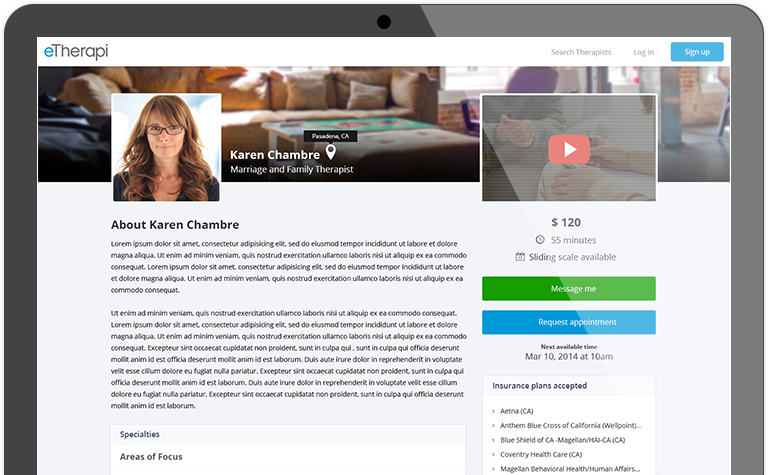 eTherapi
Search Therapists
Log in
Sign up
Pasadena, CA
Karen Chambre
Marriage and Family Therapist
About Karen Chambre
Lorem ipsum dolor sit amet, consectetur adipisicing elit, sed do eiusmod tempor incididunt ut labore et dolore
magna aliqua. Ut enim ad minim veniam, quis nostrud exercitation ullamco laboris nisi ut aliquip ex ea commodo
consequat. Lorem ipsum dolor sit amet, consectetur adipisicing elit, sed do eiusmod tempor incididunt ut labore
et dolore magna aliqua. Ut enim ad minim veniam, quis nostrud exercitation ullamco laboris nisi ut aliquip ex ea
commodo consequat.
Ut enim ad minim veniam, quis nostrud exercitation ullamco laboris nisi ut aliquip ex ea commodo consequat.
Lorem ipsum dolor sit amet, consectetur adipisicing elit, sed do eiusmod tempor incididunt ut labore et dolore
magna aliqua. Ut enim ad minim veniam, quis nostrud exercitation ullamco laboris nisi ut aliquip ex ea commodo
consequat. Excepteur sint occaecat cupidatat non proident, sunt in culpa qui , sunt in culpa qui officia deserunt
mollit anim id est officia deserunt mollit anim id est laborum. Duis aute irure dolor in reprehenderit in voluptate
velit esse cillum dolore eu fugiat nulla pariatur. Excepteur sint occaecat cupidatat non proident, sunt in culpa
qui officia deserunt mollit anim id est laborum. Duis aute irure dolor in reprehenderit in voluptate velit esse cillum
dolore eu fugiat nulla pariatur. Excepteur sint occaecat cupidatat non proident, sunt in culpa qui officia deserunt
mollit anim id est laborum.
Specialties
Areas of Focus
$ 120
55 minutes
Sliding scale available
Message me
Request appointment
Next available time
Mar 10, 2014 at 10am
Insurance plans accepted
Aetna (CA)
Anthem Blue Cross of California (Wellpoint)...
Blue Shield of CA -Magellan/HAI-CA (CA)
Coventry Health Care (CA)
Magellan Behavioral Health/Human Affairs...